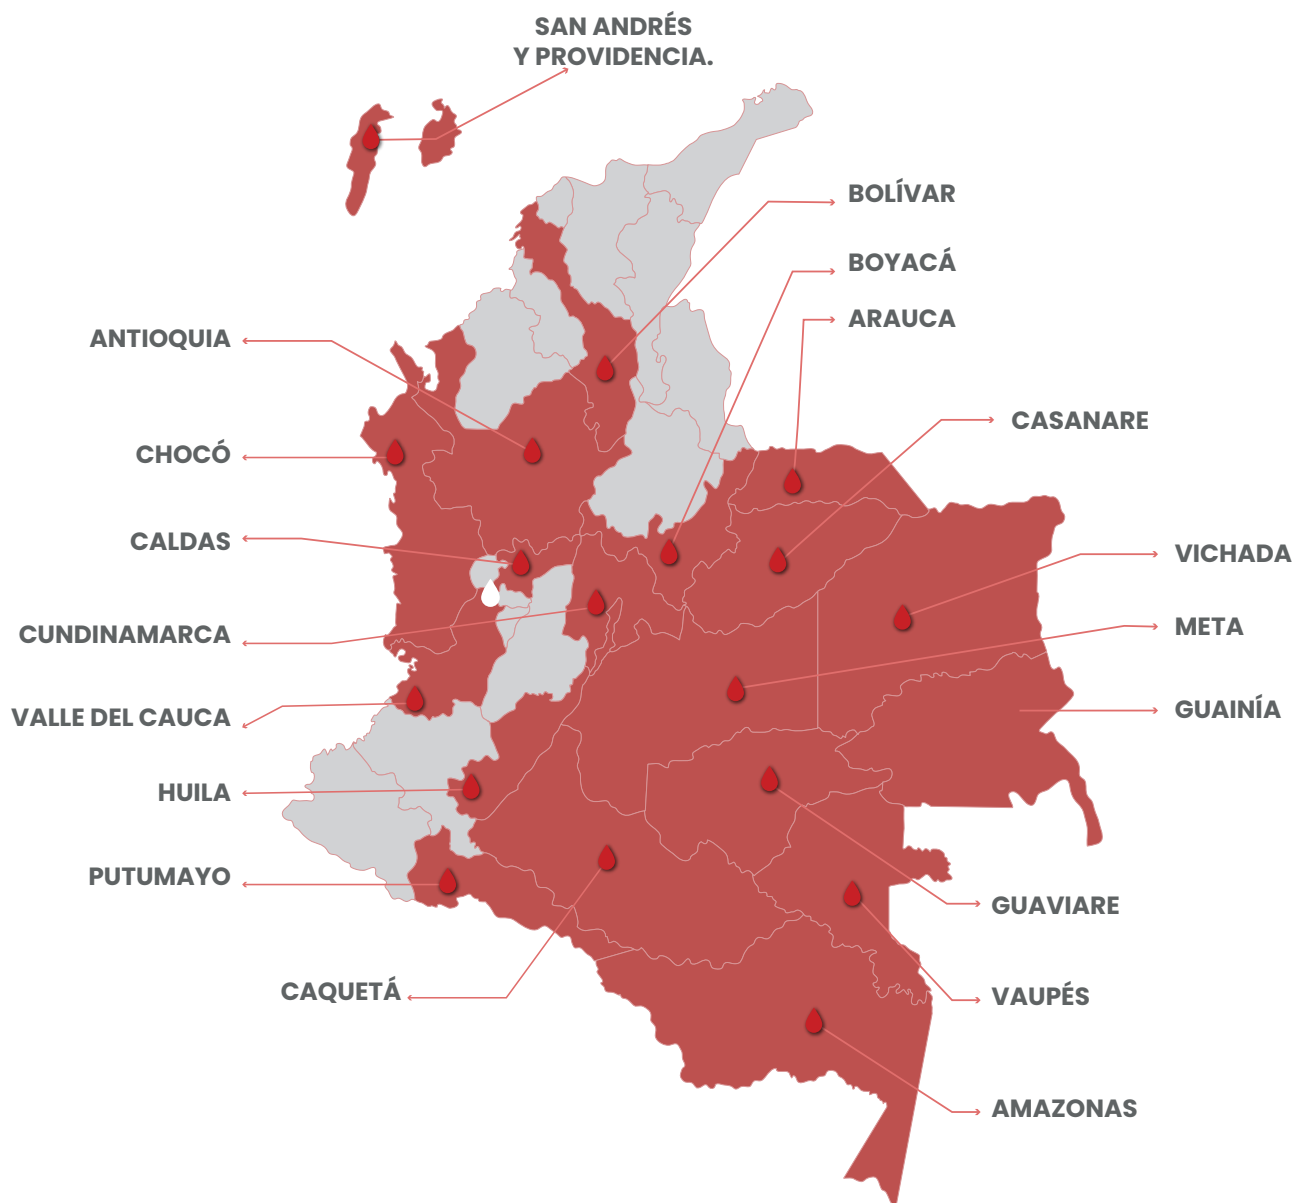 SAN ANDRÉS
Y PROVIDENCIA.
BOLÍVAR
BOYACÁ
ARAUCA
ANTIOQUIA
CASANARE
CHOCÓ
CALDAS
VICHADA
CUNDINAMARCA
META
VALLE DEL CAUCA
GUAINÍA
HUILA
PUTUMAYO
GUAVIARE
CAQUETÁ
VAUPÉS
AMAZONAS